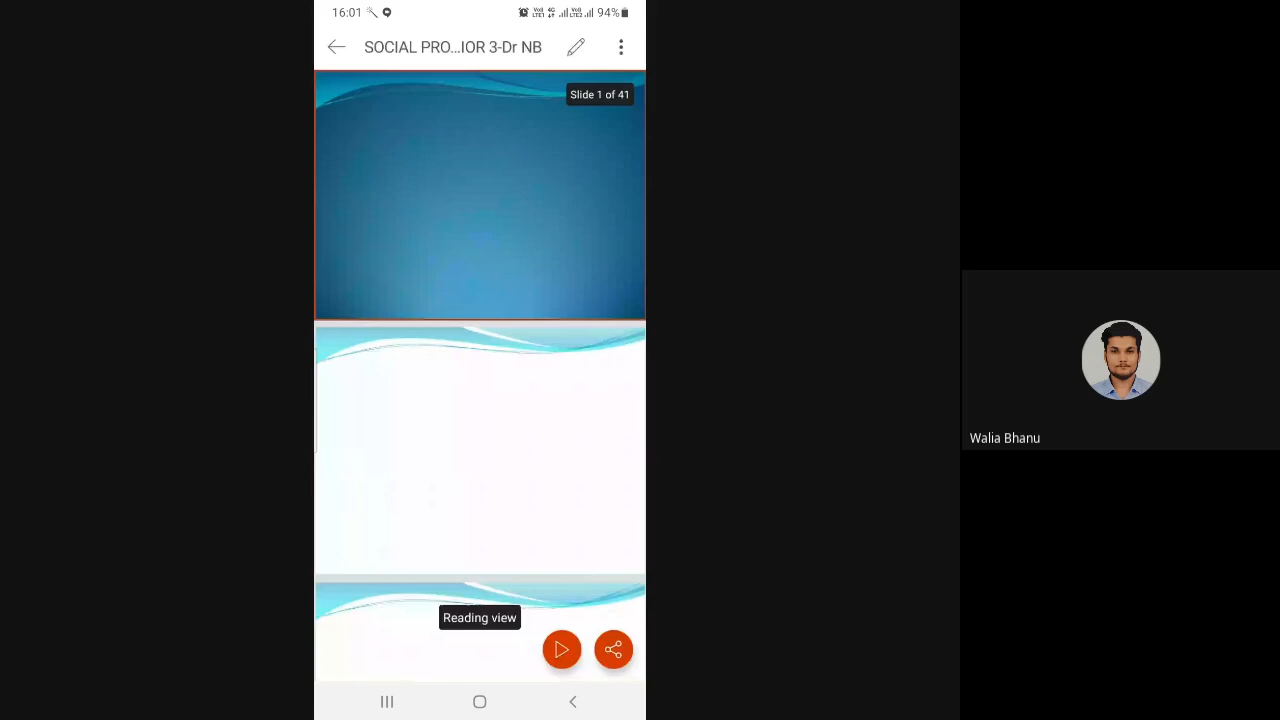 16:01
94%
SOCIAL PRO...IOR 3-Dr NB
Slide 1 of 41
Walia Bhanu
Reading view